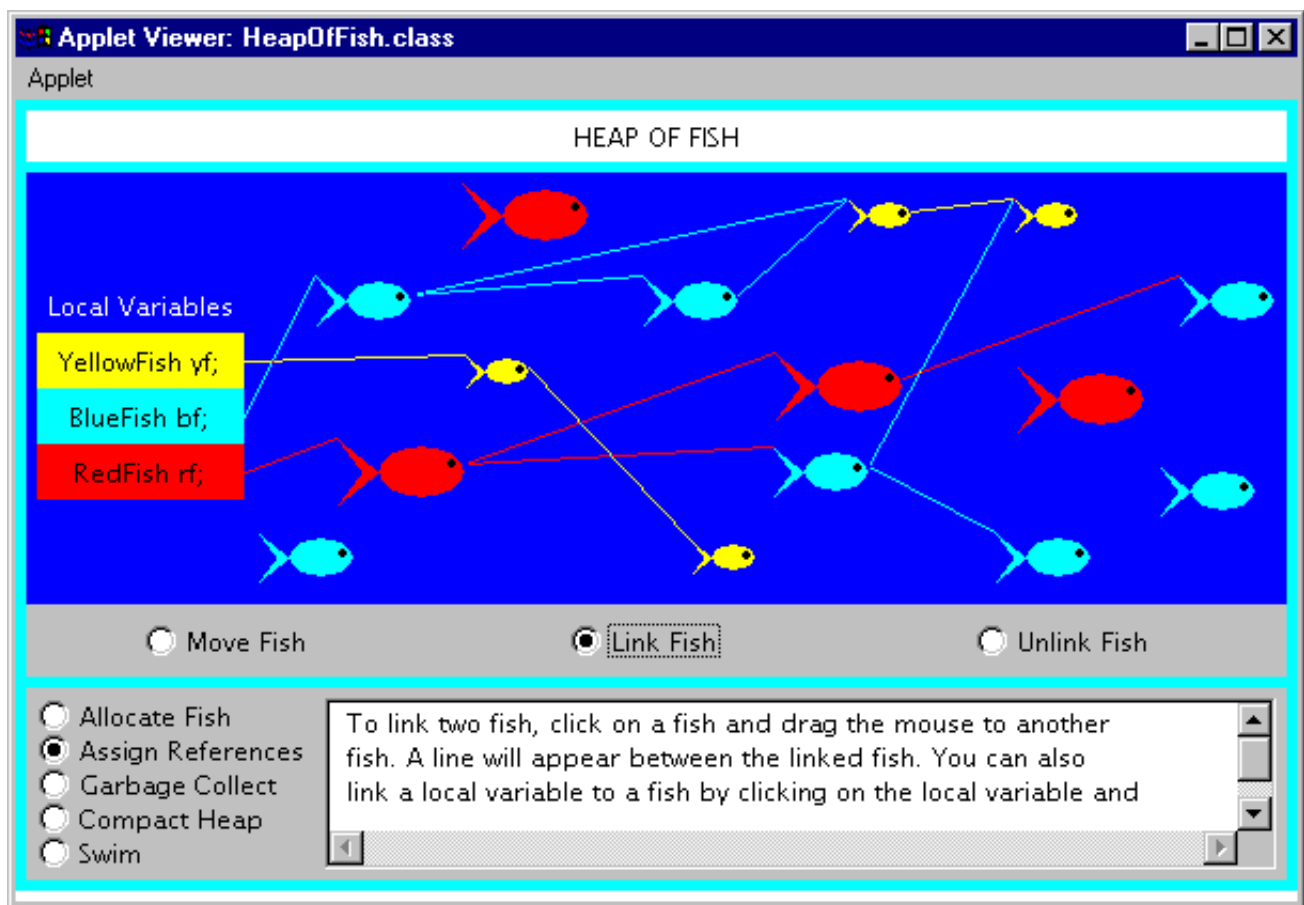 Applet Viewer: HeapOfFish.class
Applet
HEAP OF FISH
Local Variables
YellowFish yf;
BlueFish bf;
RedFish rf;
Move Fish
Link Fish
Unlink Fish
Allocate Fish
Assign References
Garbage Collect
Compact Heap
Swim
To link two fish, click on a fish and drag the mouse to another
fish. A line will appear between the linked fish. You can also
link a local variable to a fish by clicking on the local variable and